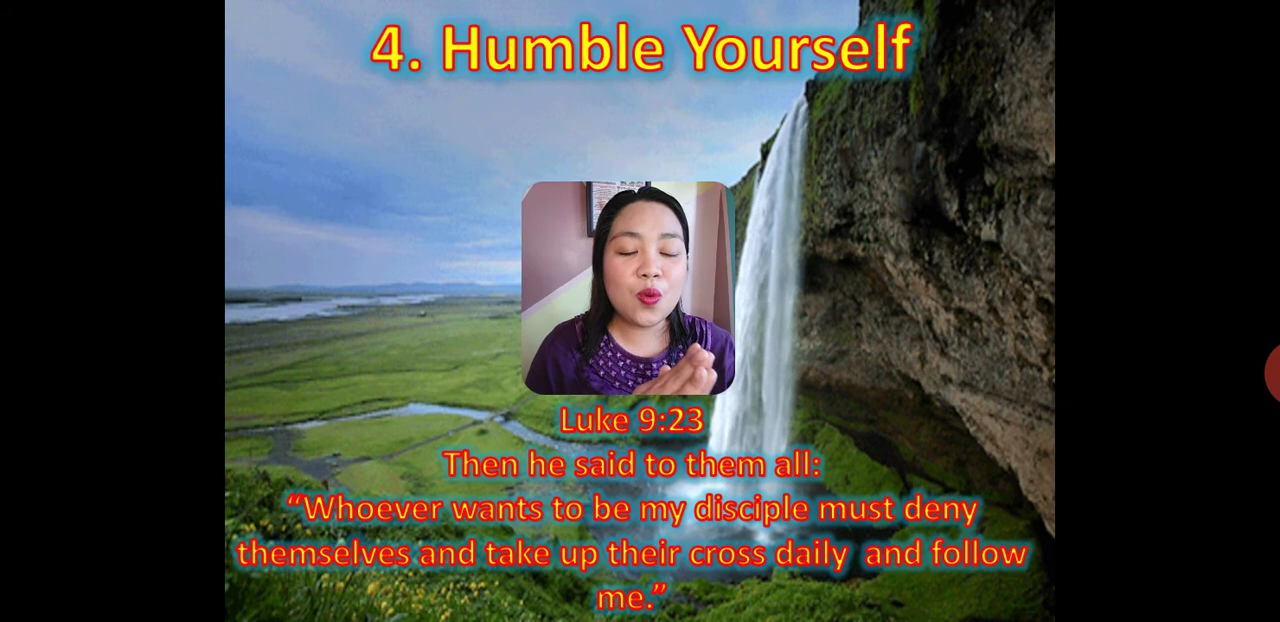 4. Humble Yourself
Luke 9:23
Then he said to them all:
“Whoever wants to be my disciple must deny
themselves and take up their cross daily  and follow
me.”